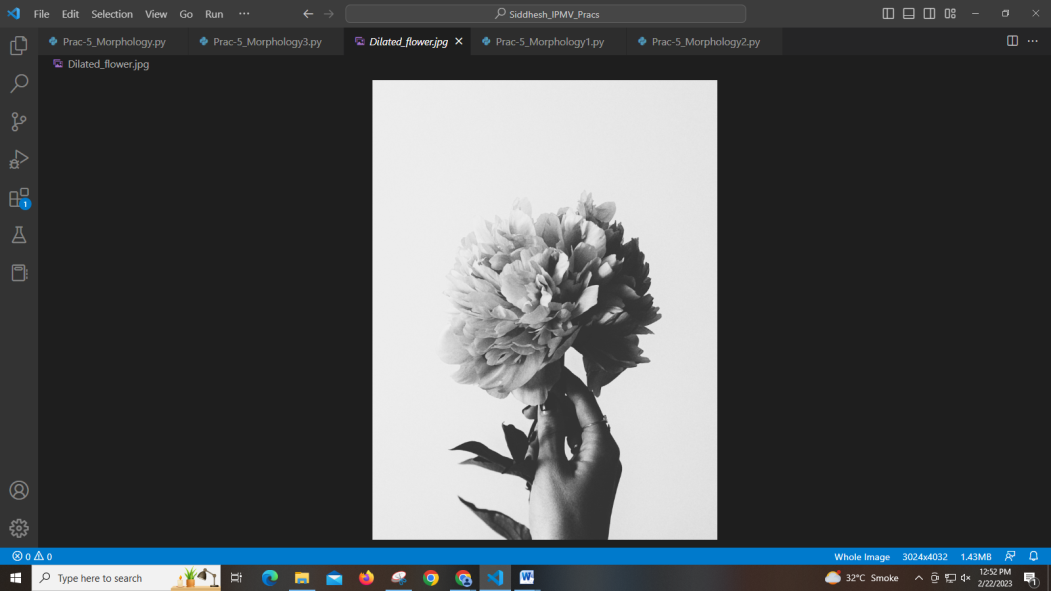 File Edit Selection View Go Run ··· Siddhesh_IPMV_Pracs
Prac-5_Morphology.py Prac-5_Morphology3.py Dilated_flower.jpg Prac-5_Morphology1.py Prac-5_Morphology2.py
Dilated_flower.jpg
1
0 0 Whole Image 3024x4032 1.43MB
Type here to search 32°C Smoke 12:52 PM
2/22/2023
1